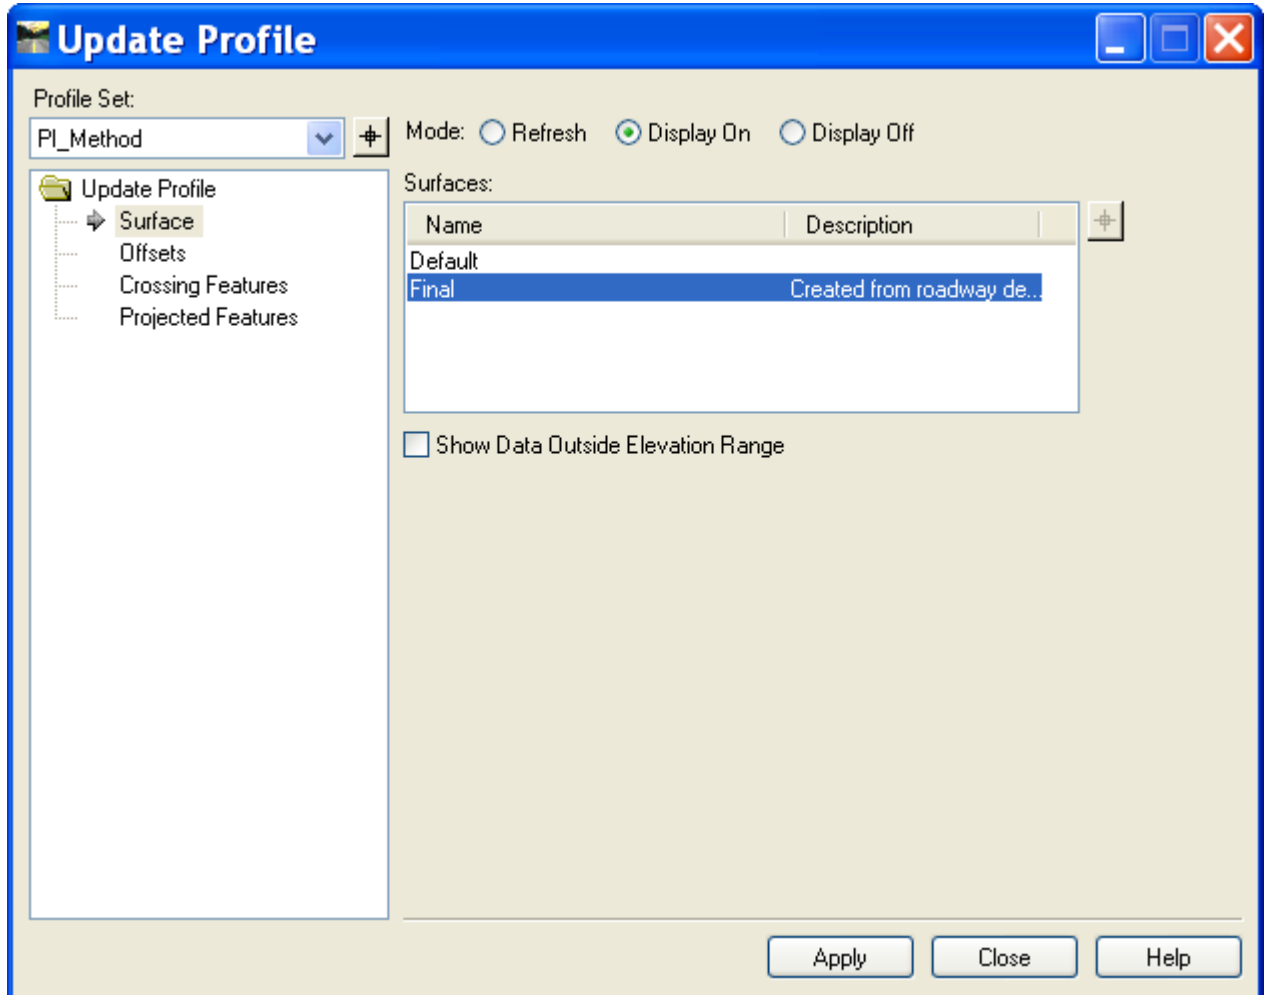 Update Profile
Profile Set:
PI_Method
Mode: Refresh Display On Display Off
Update Profile
Surface
Offsets
Crossing Features
Projected Features
Surfaces:
Name Description
Default
Final Created from roadway de...
Show Data Outside Elevation Range
Apply Close Help